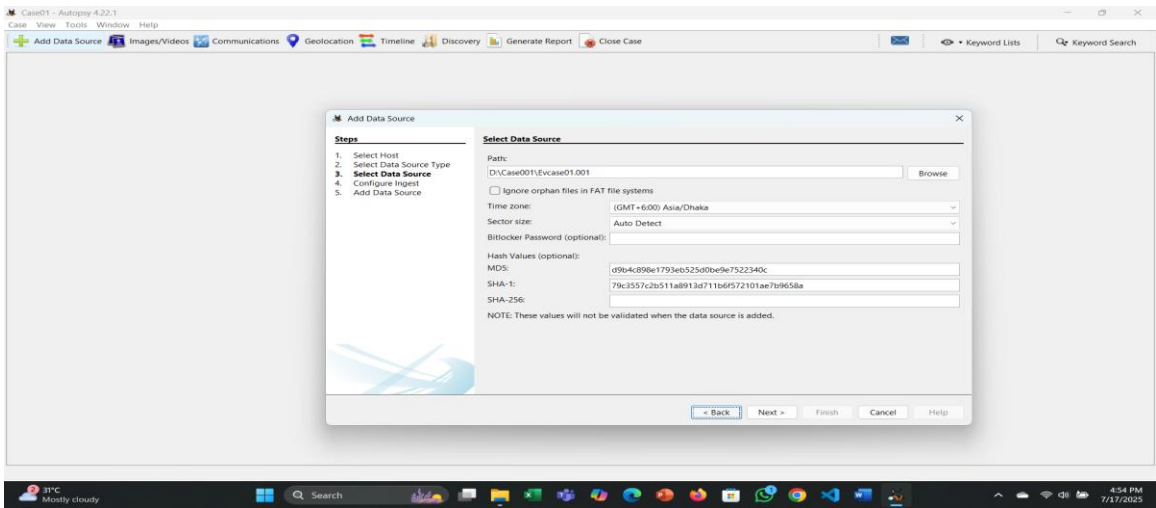 Case01 - Autopsy 4.22.1
Case View Tools Window Help
Add Data Source Images/Videos Communications Geolocation Timeline Discovery Generate Report Close Case Keyword Lists Keyword Search
Add Data Source
Steps
1. Select Host
2. Select Data Source Type
3. Select Data Source
4. Configure Ingest
5. Add Data Source
Select Data Source
Path:
D:\Case001\Evcase01.001 Browse
Ignore orphan files in FAT file systems
Time zone: (GMT+6:00) Asia/Dhaka
Sector size: Auto Detect
Bitlocker Password (optional):
Hash Values (optional):
MD5: d9b4c898e1793eb525d0be9e7522340c
SHA-1: 79c3557c2b511a8913d711b6f572101ae7b9658a
SHA-256:
NOTE: These values will not be validated when the data source is added.
< Back Next > Finish Cancel Help
2 31°C
Mostly cloudy
Search
4:54 PM
7/17/2025